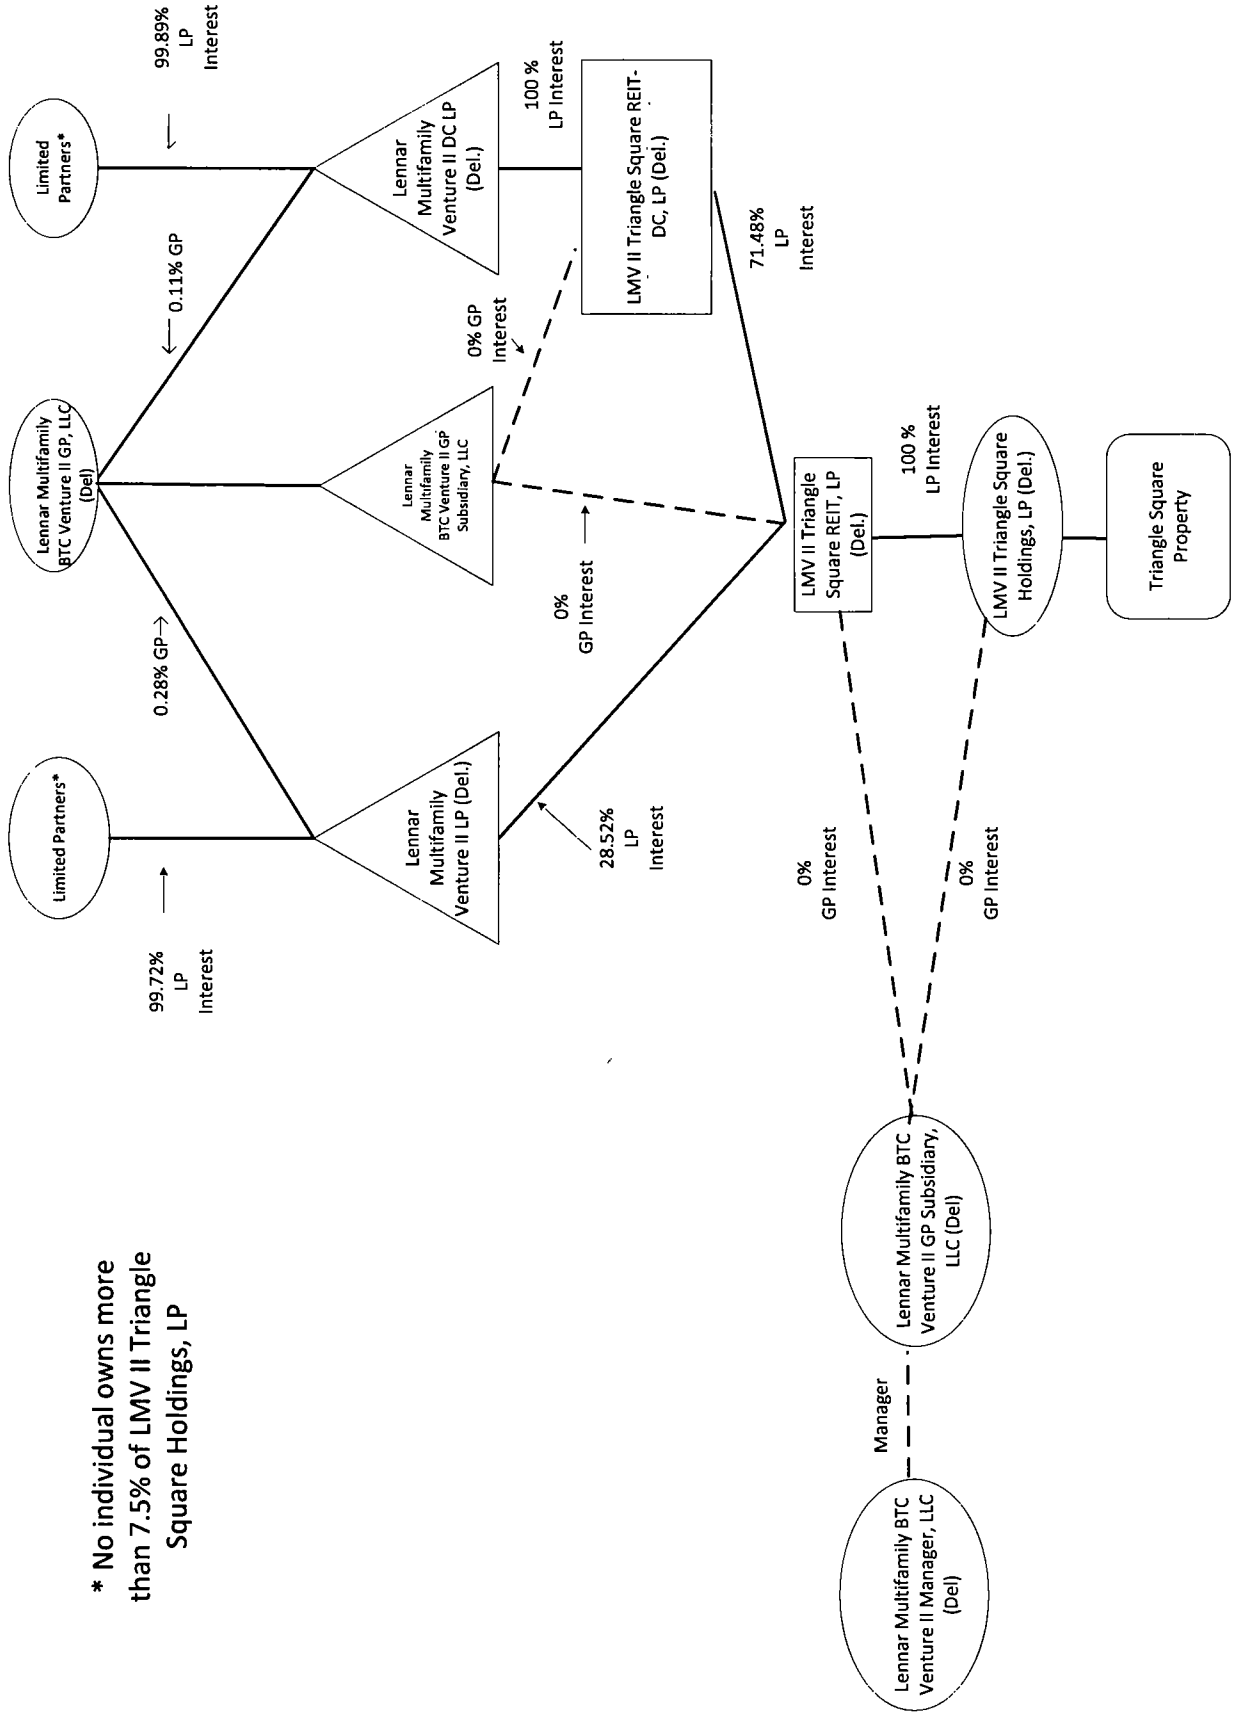 * No individual owns more
than 7.5% of LMV II Triangle
Square Holdings, LP
99.72%
LP
Interest
Limited Partners*
0.28% GP→
Lennar Multifamily
BTC Venture II GP, LLC
(Del)
← 0.11% GP
Limited
Partners*
99.89%
LP
Interest
Lennar
Multifamily
Venture II LP (Del.)
Lennar
Multifamily
BTC Venture II GP
Subsidiary, LLC
Lennar
Multifamily
Venture II DC LP
(Del.)
0% GP
Interest
100 %
LP Interest
28.52%
LP
Interest
0%
GP Interest
LMV II Triangle Square REIT-
DC, LP (Del.)
71.48%
LP
Interest
LMV II Triangle
Square REIT, LP
(Del.)
0%
GP Interest
100 %
LP Interest
Lennar Multifamily BTC
Venture II Manager, LLC
(Del)
Manager
Lennar Multifamily BTC
Venture II GP Subsidiary,
LLC (Del)
0%
GP Interest
LMV II Triangle Square
Holdings, LP (Del.)
Triangle Square
Property